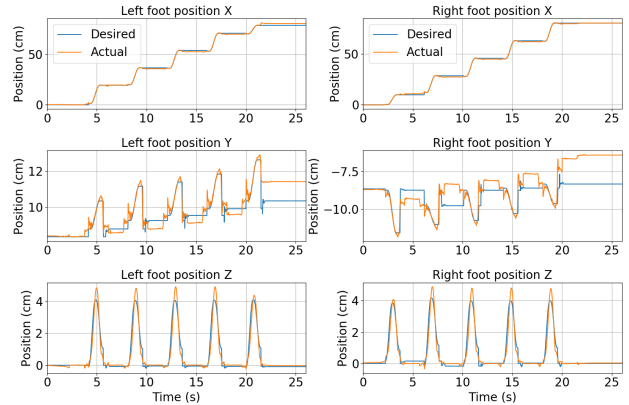 Left foot position X
Right foot position X
Position (cm)
50
0
Desired
Actual
0 5 10 15 20 25
Position (cm)
50
0
Desired
Actual
0 5 10 15 20 25
Left foot position Y
Right foot position Y
Position (cm)
12
10
0 5 10 15 20 25
Position (cm)
−7.5
−10.0
0 5 10 15 20 25
Left foot position Z
Right foot position Z
Position (cm)
4
2
0
0 5 10 15 20 25
Time (s)
Position (cm)
4
2
0
0 5 10 15 20 25
Time (s)